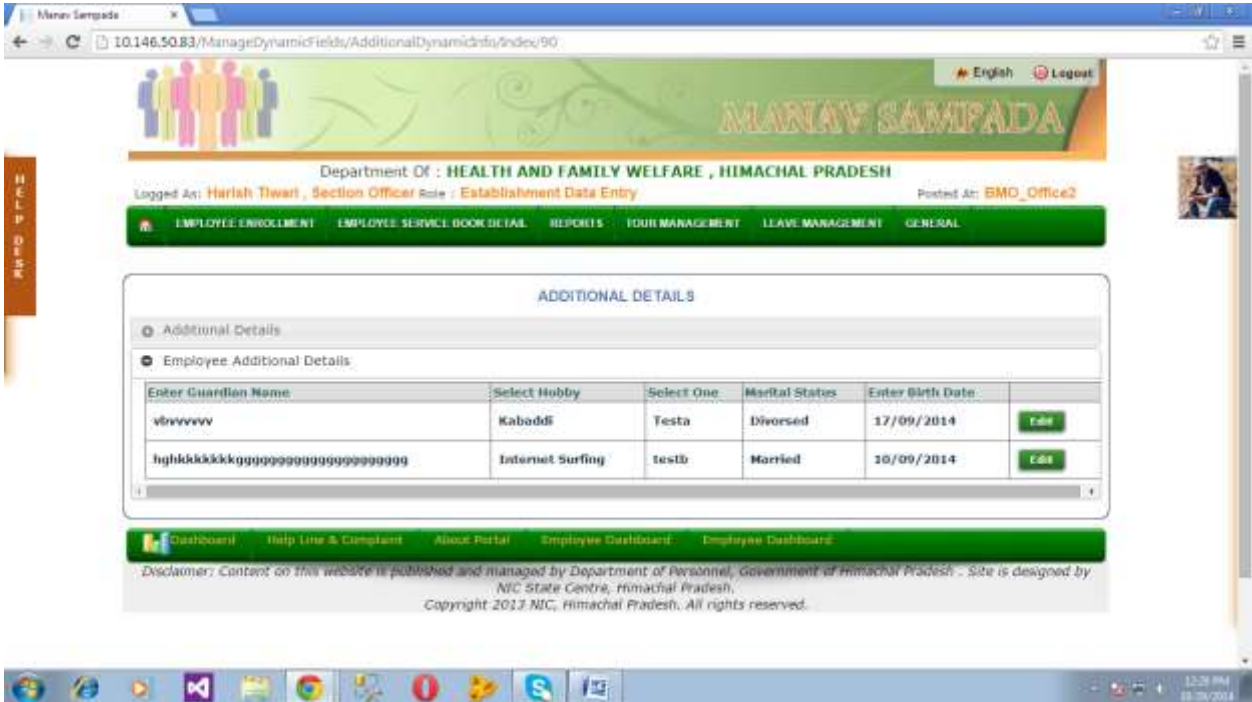 Manav Sampada
10.146.50.83/ManageDynamicFields/AdditionalDynamicInfo/Index/90
English Logout
MANAV SAMPADA
Department Of : HEALTH AND FAMILY WELFARE , HIMACHAL PRADESH
Logged As: Harish Tiwari , Section Officer Role : Establishment Data Entry Posted At: BMO_Office2
HELP DESK
EMPLOYEE ENROLLMENT EMPLOYEE SERVICE BOOK DETAIL REPORTS TOUR MANAGEMENT LEAVE MANAGEMENT GENERAL
ADDITIONAL DETAILS
Additional Details
Employee Additional Details
Enter Guardian Name Select Hobby Select One Marital Status Enter Birth Date
vbvvvvvv Kabaddi Testa Divorsed 17/09/2014 Edit
Internet Surfing testb Married 10/09/2014 Edit
Dashboard Help Line & Complaint About Portal Employee Dashboard Employee Dashboard
Disclaimer: Content on this website is published and managed by Department of Personnel, Government of Himachal Pradesh . Site is designed by
NIC State Centre, Himachal Pradesh.
Copyright 2013 NIC, Himachal Pradesh. All rights reserved.
12:28 PM